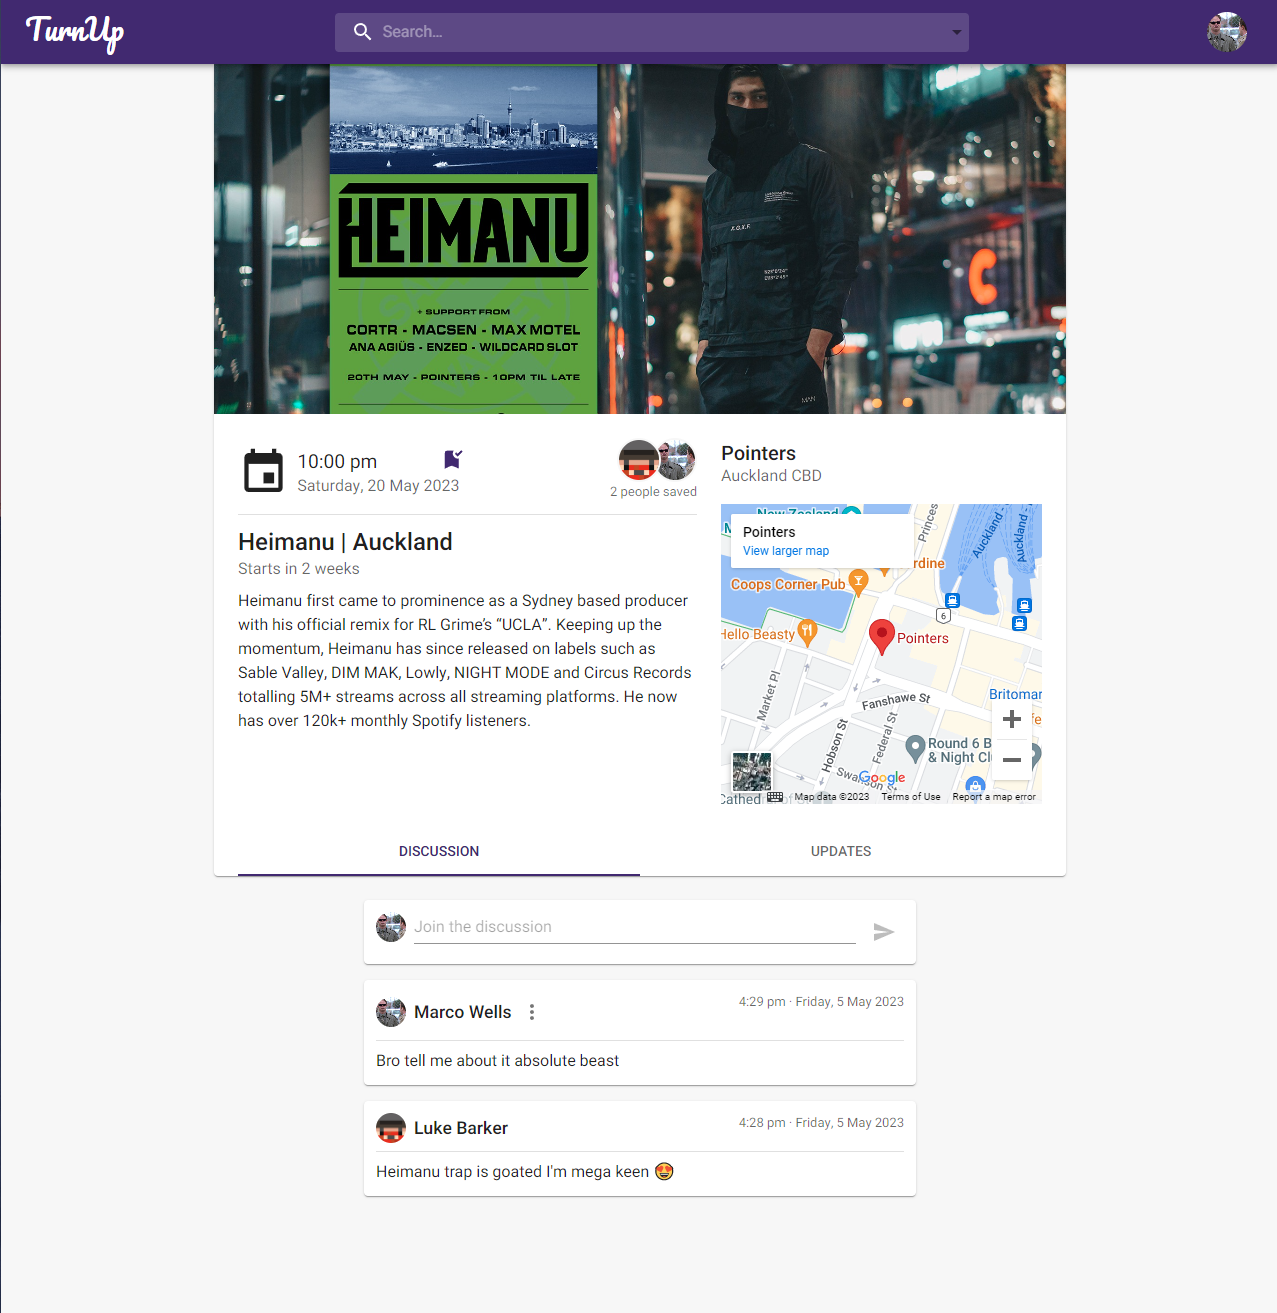 TurnUp
Search...
HEIMANU
+ SUPPORT FROM
CORTR - MACSEN - MAX MOTEL
ANA AGIÜS - ENZED - WILDCARD SLOT
20TH MAY - POINTERS - 10PM TIL LATE
X.O.X.F.
MAN
C
10:00 pm
Saturday, 20 May 2023
2 people saved
Heimanu | Auckland
Starts in 2 weeks
Heimanu first came to prominence as a Sydney based producer
with his official remix for RL Grime’s “UCLA”. Keeping up the
momentum, Heimanu has since released on labels such as
Sable Valley, DIM MAK, Lowly, NIGHT MODE and Circus Records
totalling 5M+ streams across all streaming platforms. He now
has over 120k+ monthly Spotify listeners.
Pointers
Auckland CBD
New Zealand
M
Pointers
View larger map
Princes
Auckland -
Auckland -
rdine
Coops Corner Pub
6
Hello Beasty
Pointers
Market Pl
Fanshawe St
Britomar
Hobson St
Federal St
Round 6 B
& Night Cl
fe
Swanson St
Google
Cathed
Map data ©2023
Terms of Use
Report a map error
DISCUSSION
UPDATES
Join the discussion
Marco Wells
4:29 pm · Friday, 5 May 2023
Bro tell me about it absolute beast
Luke Barker
4:28 pm · Friday, 5 May 2023
Heimanu trap is goated I'm mega keen 😍